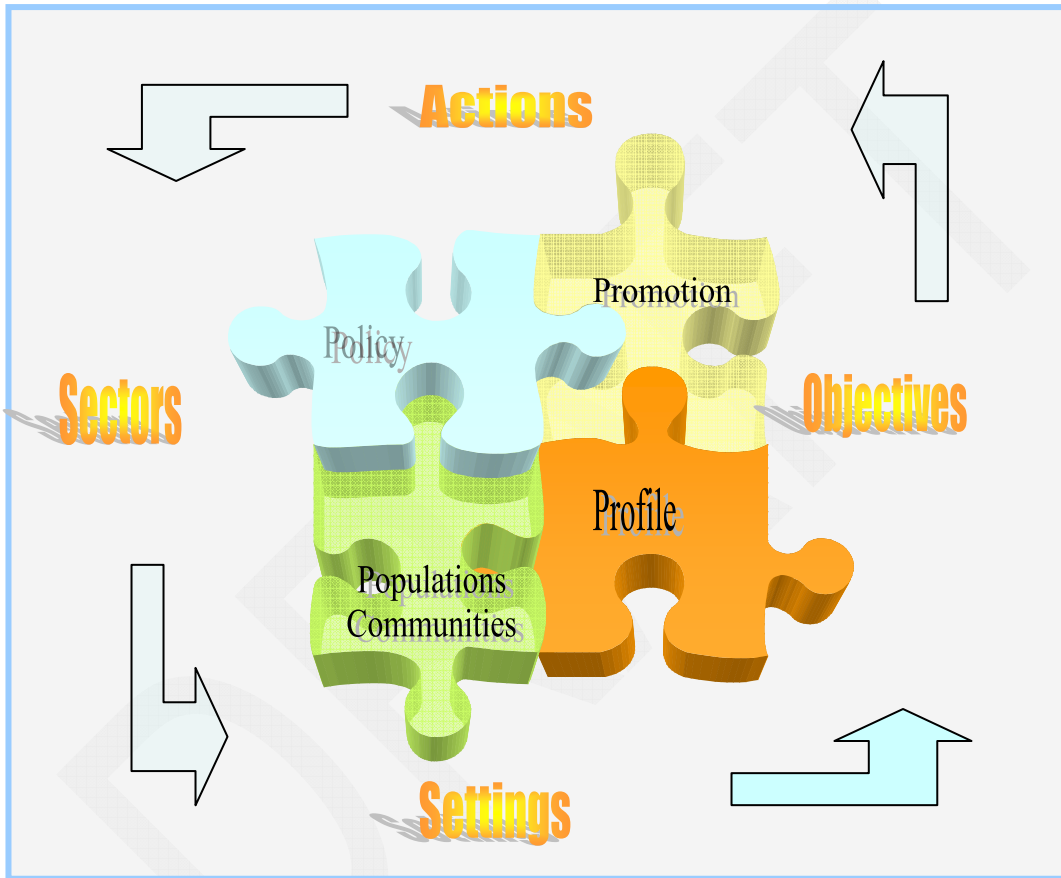 Actions
Promotion
Policy
Sectors
Objectives
Profile
Populations
Communities
Settings